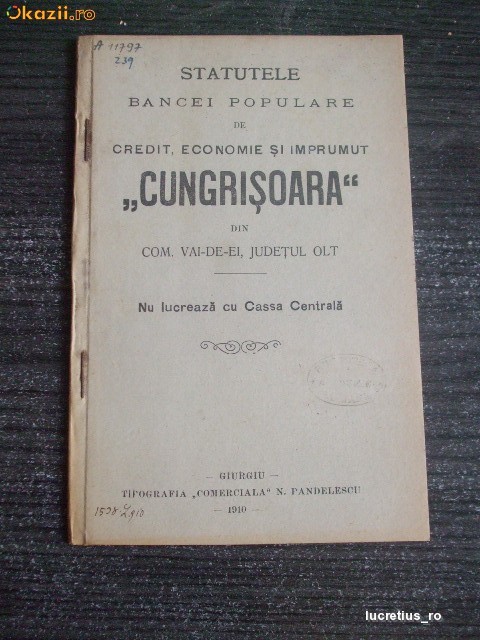 Okazii.ro
A 11797
239
STATUTELE
BANCEI POPULARE
DE
CREDIT, ECONOMIE ȘI IMPRUMUT
„CUNGRIȘOARA“
DIN
COM. VAI-DE-EI, JUDEȚUL OLT
Nu lucrează cu Cassa Centrală
— GIURGIU —
TIPOGRAFIA „COMERCIALA“ N. PANDELESCU
— 1910 —
lucretius_ro